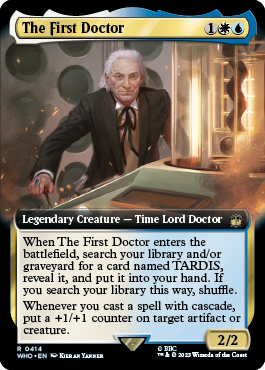 The First Doctor 1
Legendary Creature — Time Lord Doctor
When The First Doctor enters the
battlefield, search your library and/or
graveyard for a card named TARDIS,
reveal it, and put it into your hand. If
you search your library this way, shuffle.
Whenever you cast a spell with cascade,
put a +1/+1 counter on target artifact or
creature.
2/2
R 0414
WHO • EN KIERAN YANNER
© BBC
™ & © 2023 Wizards of the Coast